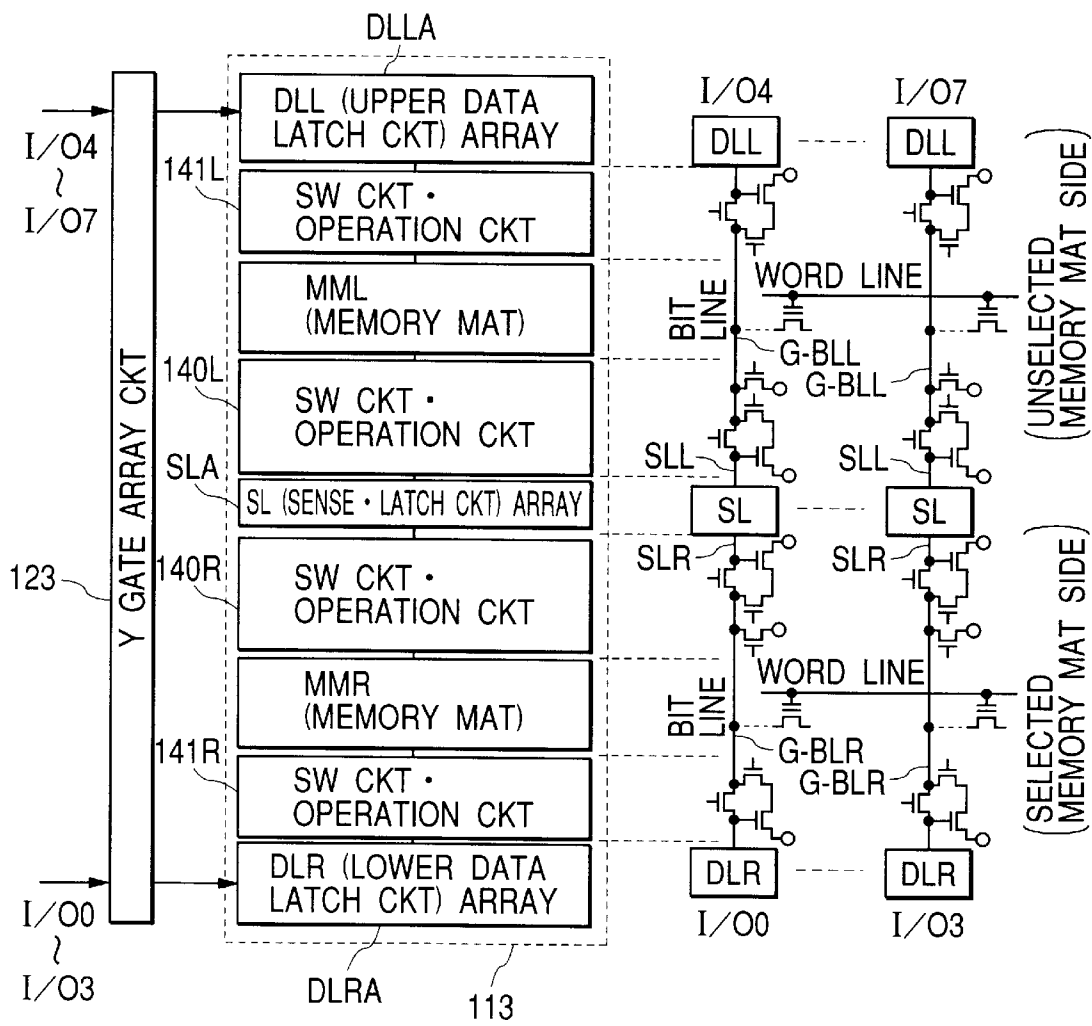 DLLA
I/O4
~
I/O7
DLL (UPPER DATA
LATCH CKT) ARRAY
141L
SW CKT・
OPERATION CKT
MML
(MEMORY MAT)
140L
SW CKT・
OPERATION CKT
SLA
SL (SENSE・LATCH CKT) ARRAY
123
Y GATE ARRAY CKT
140R
SW CKT・
OPERATION CKT
MMR
(MEMORY MAT)
141R
SW CKT・
OPERATION CKT
DLR (LOWER DATA
LATCH CKT) ARRAY
I/O0
~
I/O3
DLRA
113
I/O4
I/O7
DLL
DLL
WORD LINE
BIT
LINE
G-BLL
G-BLL
SLL
SLL
SL
SL
SLR
SLR
WORD LINE
BIT
LINE
G-BLR
G-BLR
DLR
DLR
I/O0
I/O3
(UNSELECTED
MEMORY MAT SIDE)
(SELECTED
MEMORY MAT SIDE)